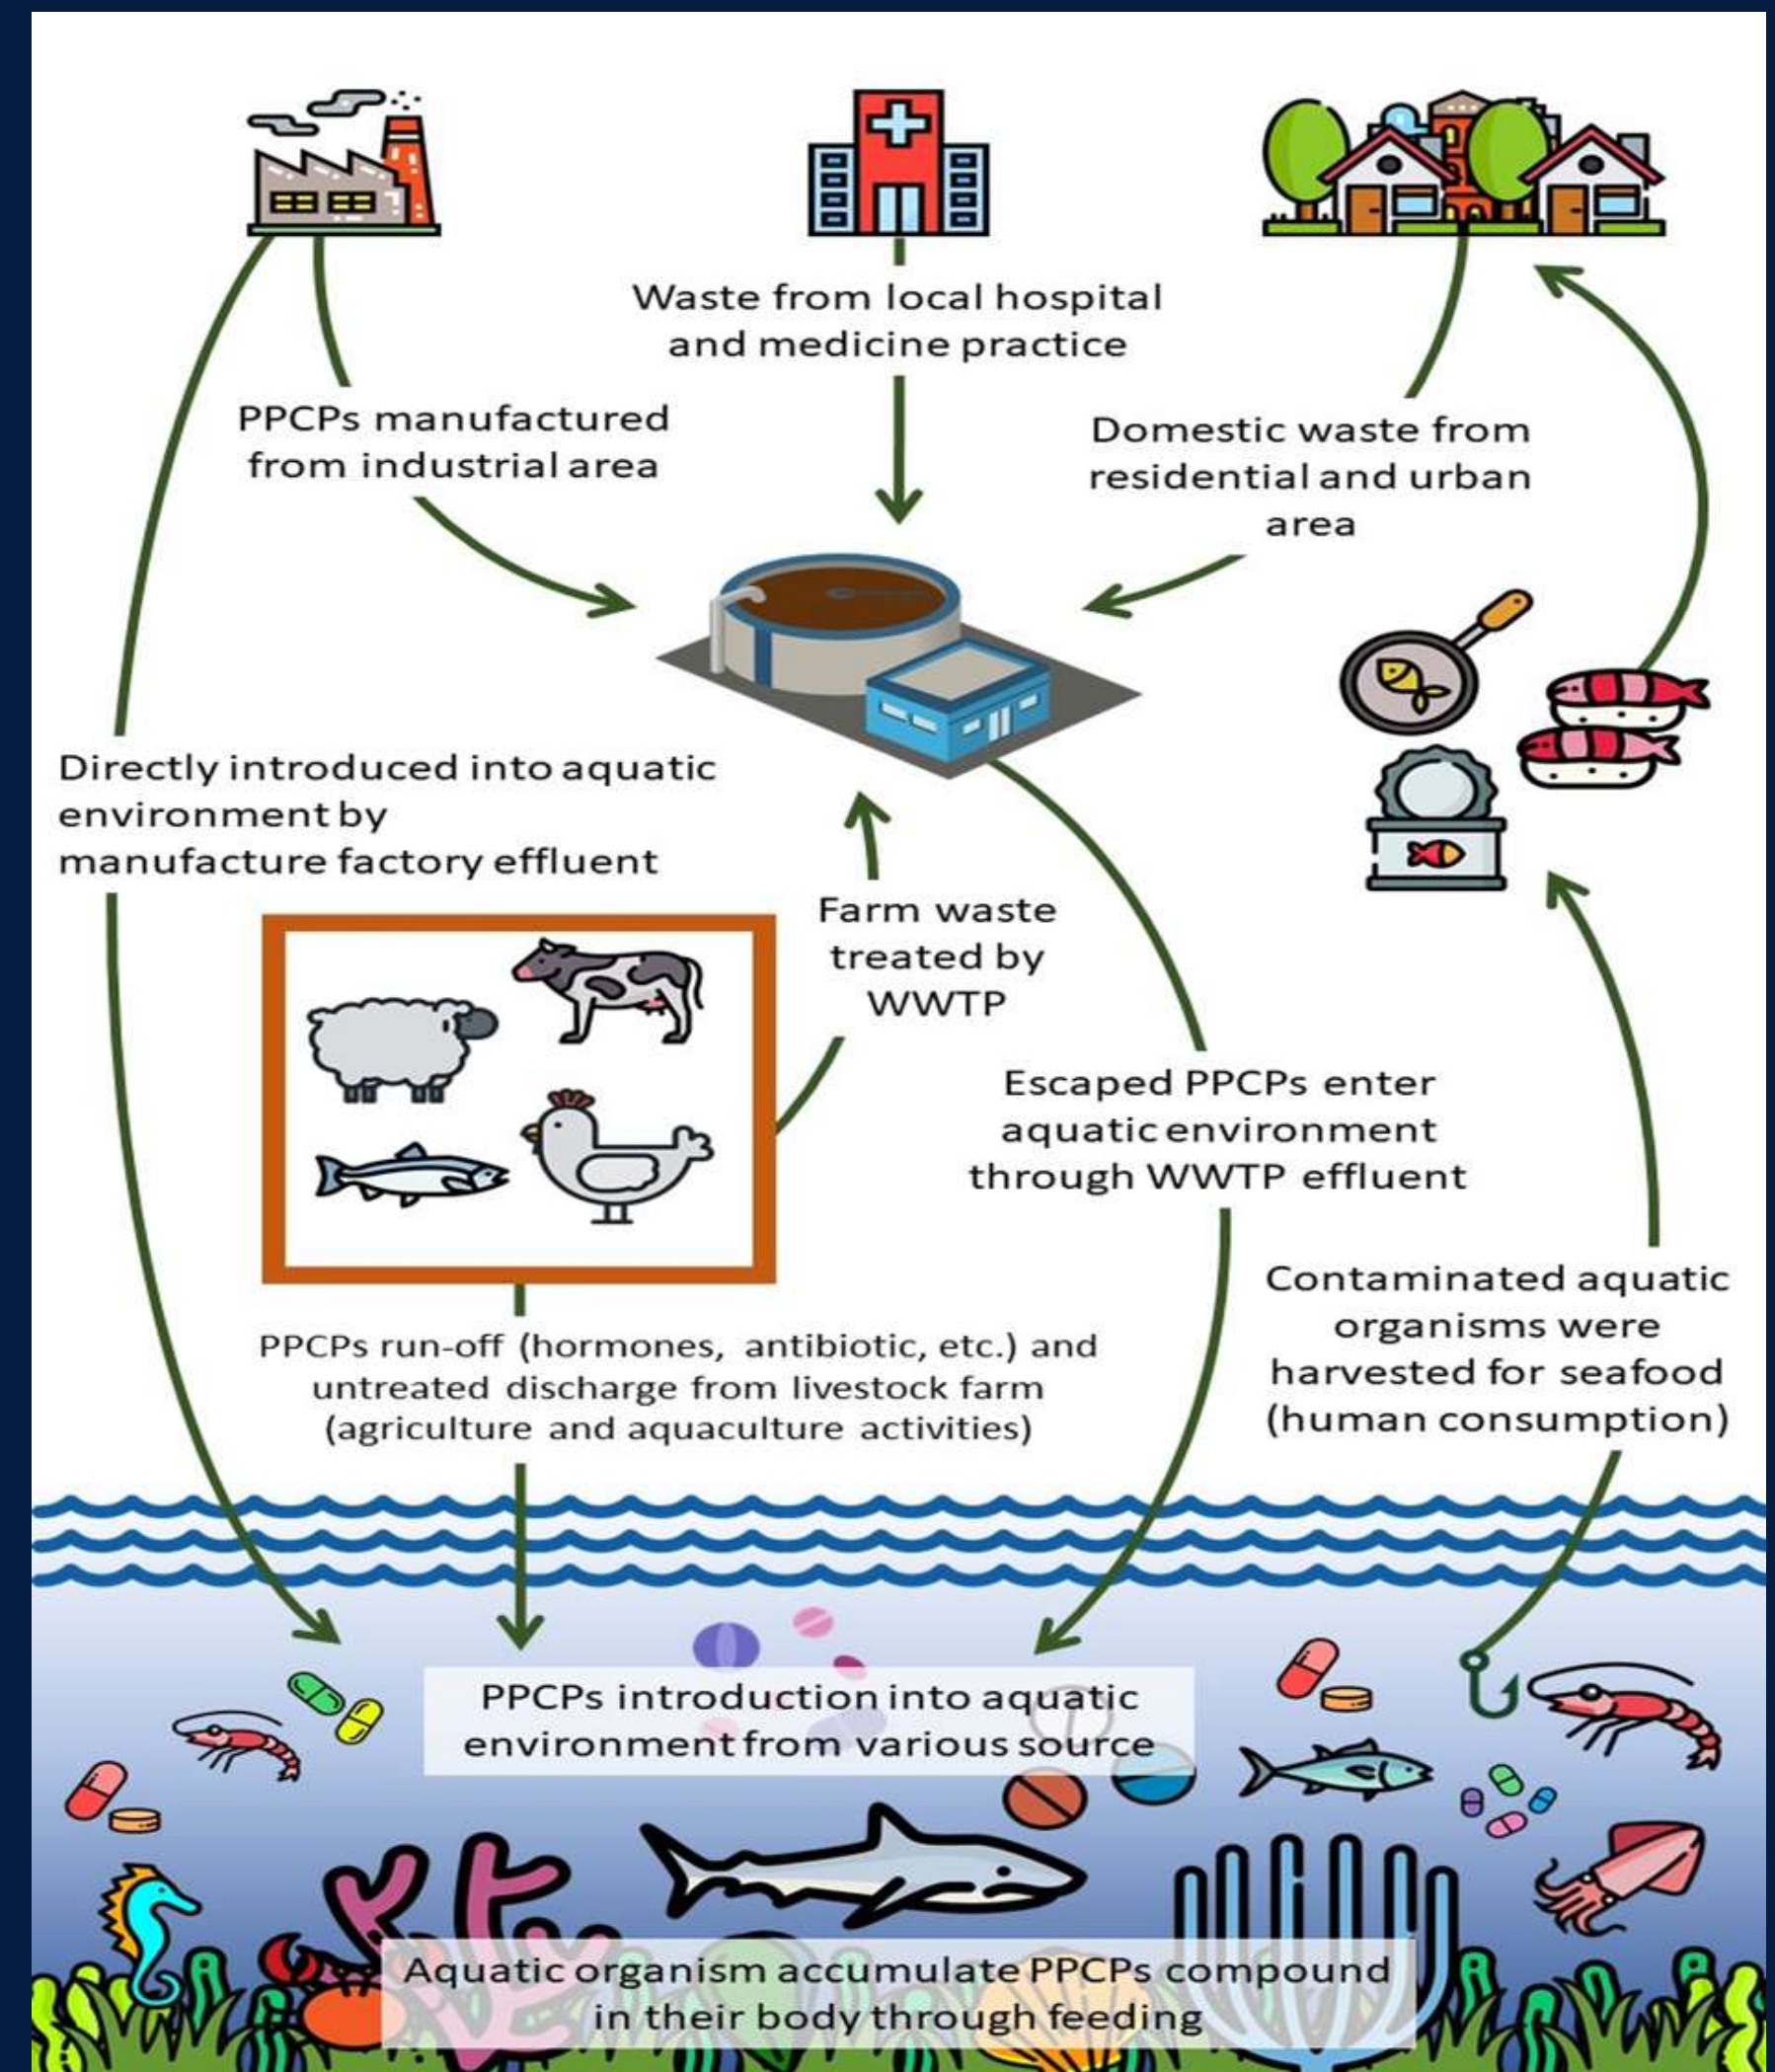 Waste from local hospital
and medicine practice
PPCPs manufactured
from industrial area
Domestic waste from
residential and urban
area
Directly introduced into aquatic
environment by
manufacture factory effluent
Farm waste
treated by
WWTP
Escaped PPCPs enter
aquatic environment
through WWTP effluent
Contaminated aquatic
organisms were
harvested for seafood
(human consumption)
PPCPs run-off (hormones, antibiotic, etc.) and
untreated discharge from livestock farm
(agriculture and aquaculture activities)
PPCPs introduction into aquatic
environment from various source
Aquatic organism accumulate PPCPs compound
in their body through feeding